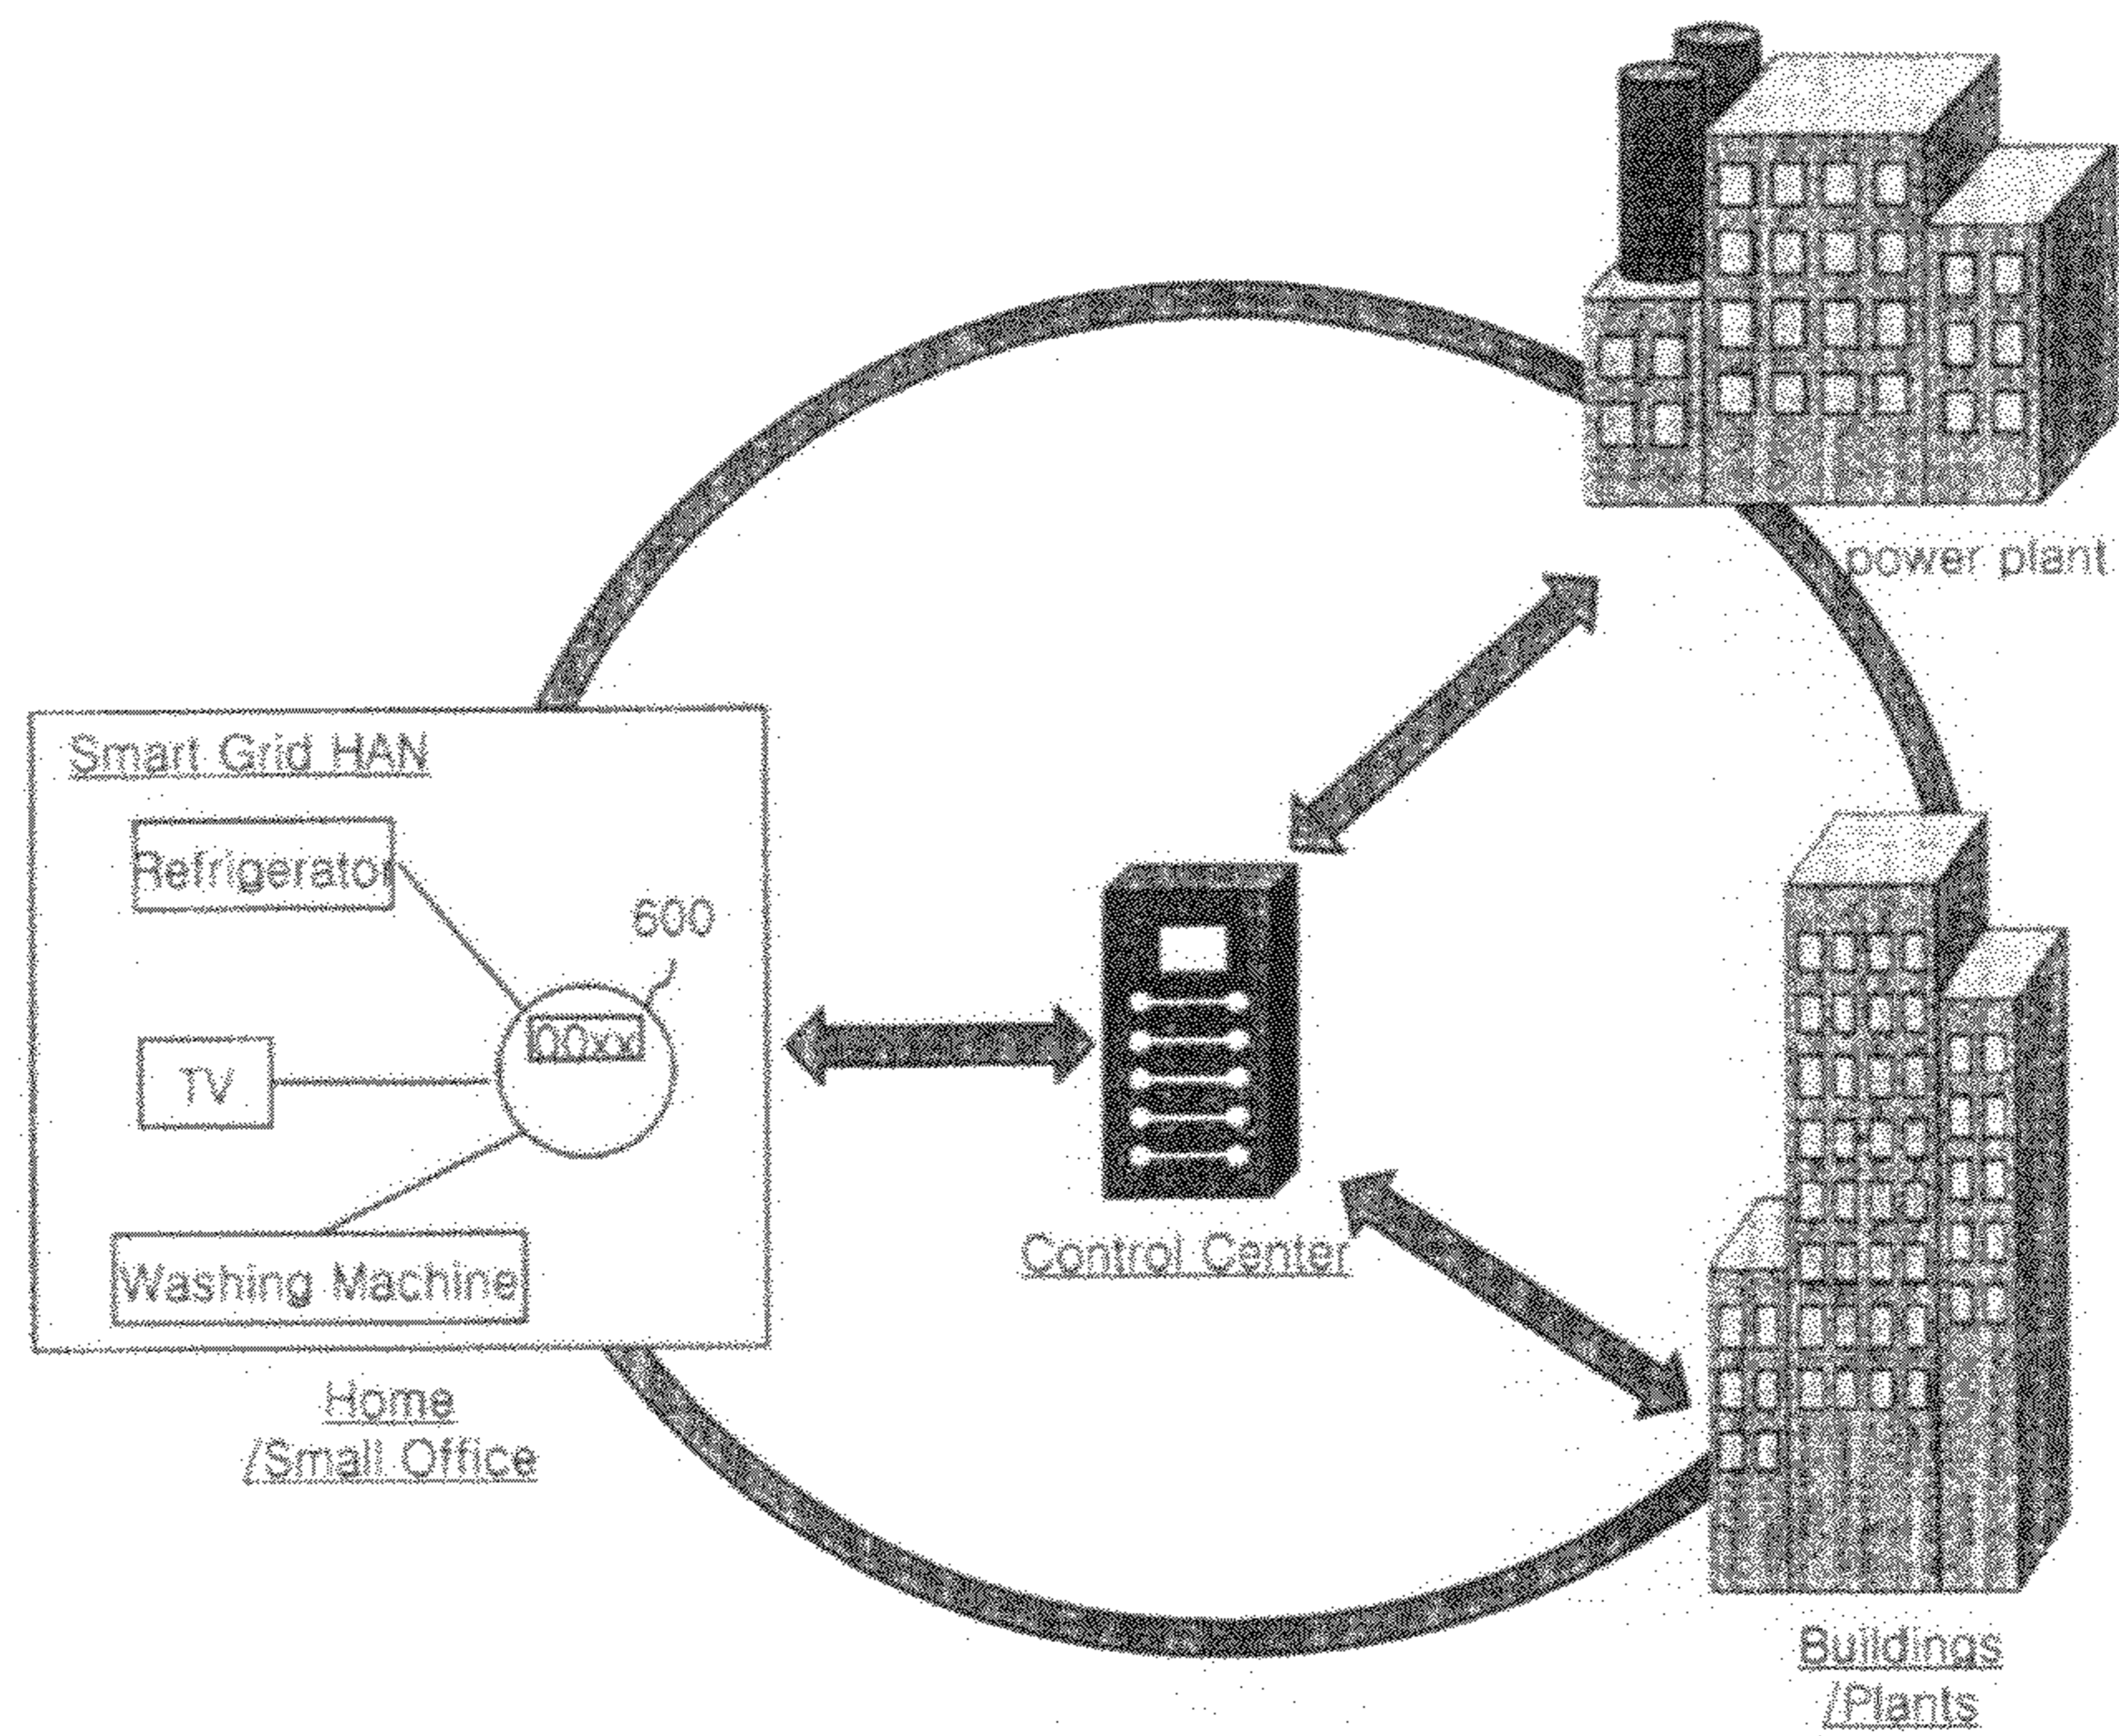 power plant
Smart Grid HAN
Refrigerator
600
00xx
TV
Washing Machine
Control Center
Home
/Small Office
Buildings
/Plants